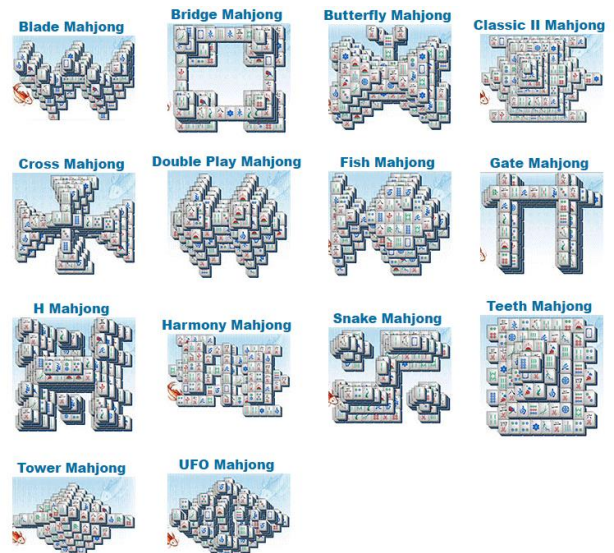 Blade Mahjong
Bridge Mahjong
Butterfly Mahjong
Classic II Mahjong
Cross Mahjong
Double Play Mahjong
Fish Mahjong
Gate Mahjong
H Mahjong
Harmony Mahjong
Snake Mahjong
Teeth Mahjong
Tower Mahjong
UFO Mahjong